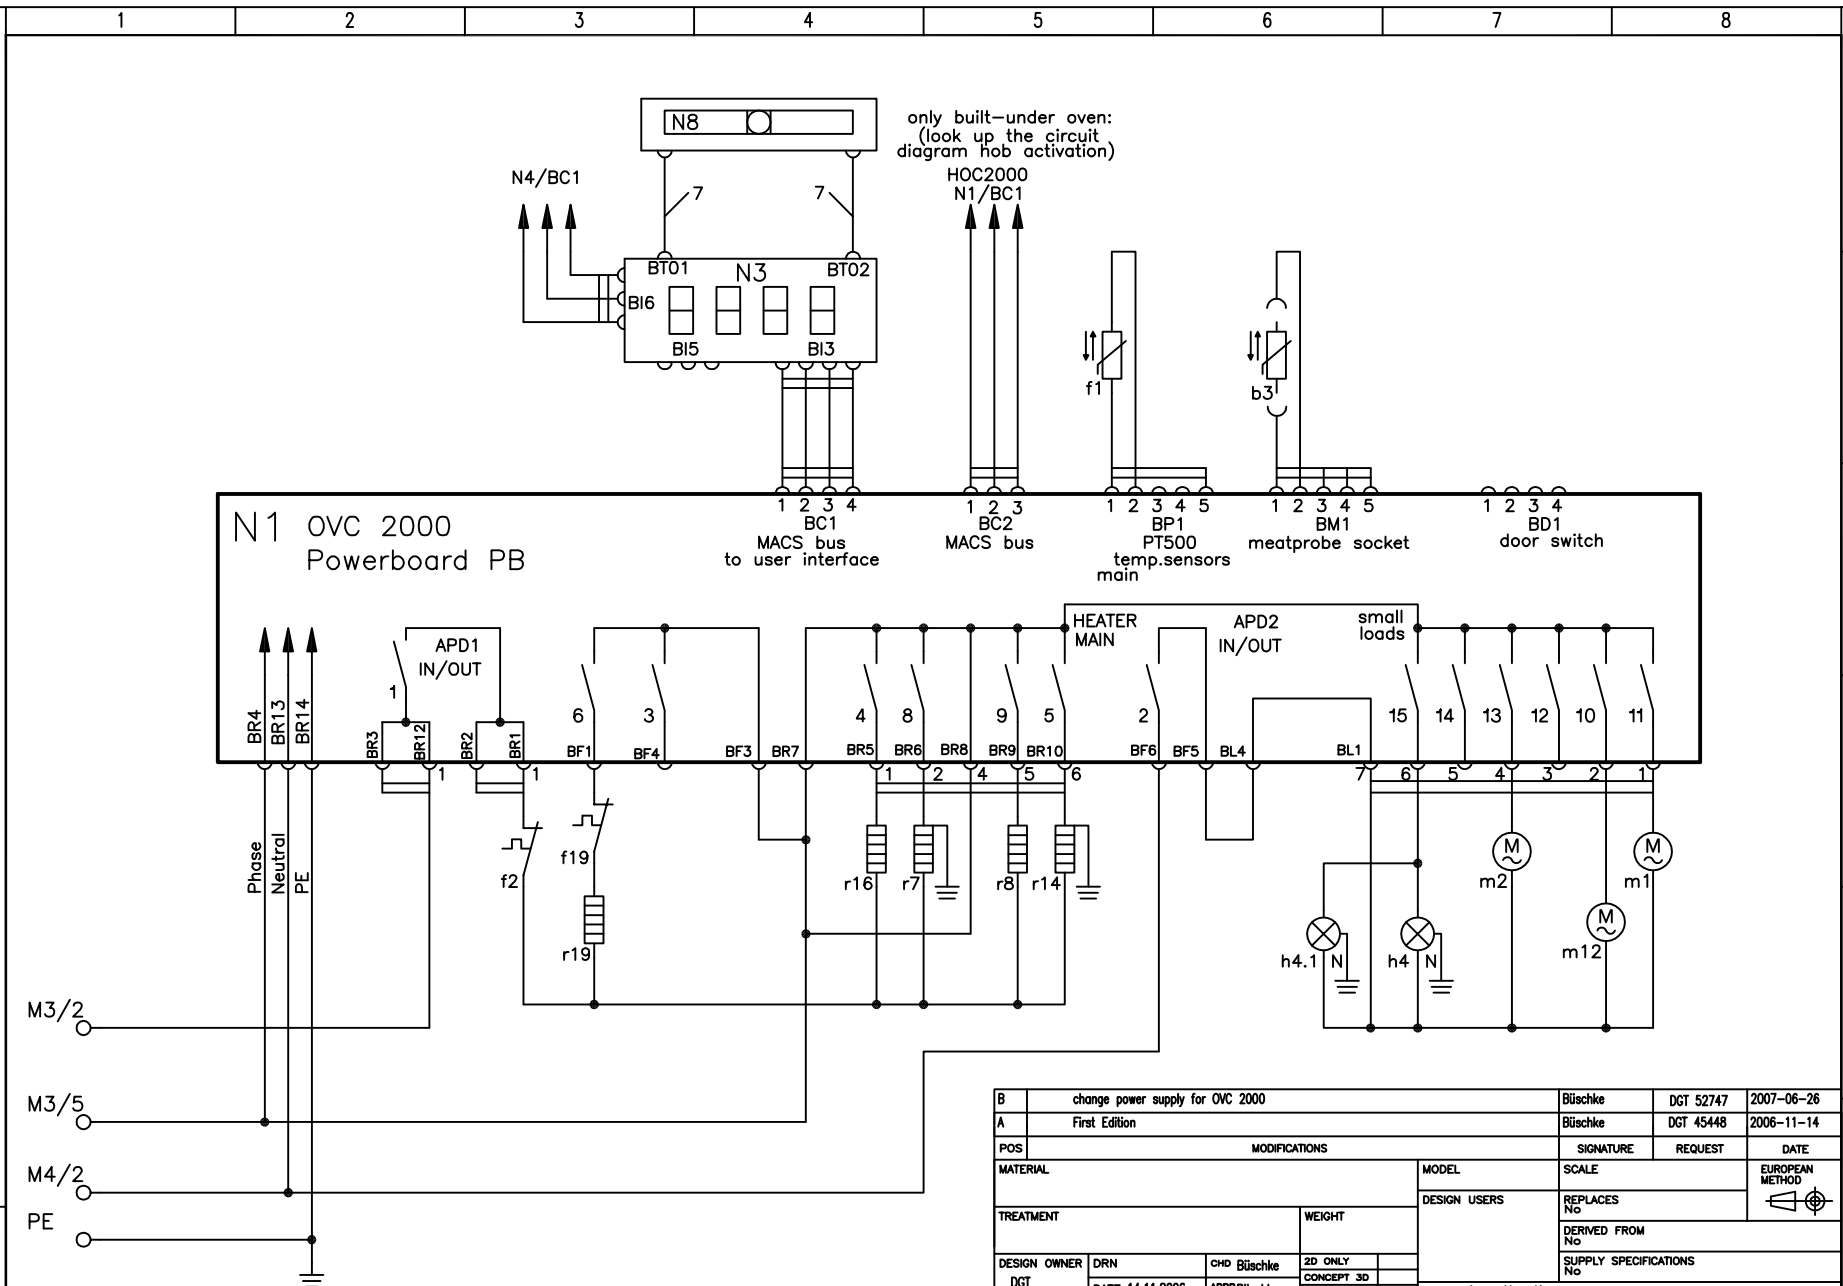 1 2 3 4 5 6 7 8
N8
only built-under oven:
(look up the circuit
diagram hob activation)
HOC2000
N1/BC1
N4/BC1
7 7
BT01 N3 BT02
BI6
BI5 BI3
f1
b3
1 2 3 4
BC1
MACS bus
to user interface
1 2 3
BC2
MACS bus
1 2 3 4 5
BP1
PT500
temp.sensors
main
1 2 3 4 5
BM1
meatprobe socket
1 2 3 4
BD1
door switch
N1 OVC 2000
Powerboard PB
APD1
IN/OUT
HEATER
MAIN
APD2
IN/OUT
small
loads
1 6 3 4 8 9 5 2 15 14 13 12 10 11
BR4 BR13 BR14 BR3 BR12 BR2 BR1 BF1 BF4 BF3 BR7 BR5 BR6 BR8 BR9 BR10 BF6 BF5 BL4 BL1
1 1 1 2 4 5 6 7 6 5 4 3 2 1
Phase
Neutral
PE
f2
f19
r19
r16 r7 r8 r14
m2
m1
m12
h4.1 N
h4 N
M3/2
M3/5
M4/2
PE
B change power supply for OVC 2000 Büschke DGT 52747 2007-06-26
A First Edition Büschke DGT 45448 2006-11-14
POS MODIFICATIONS SIGNATURE REQUEST DATE
MATERIAL MODEL SCALE EUROPEAN
METHOD
DESIGN USERS REPLACES
No
TREATMENT WEIGHT
DERIVED FROM
No
DESIGN OWNER DRN CHD Büschke 2D ONLY SUPPLY SPECIFICATIONS
No
DGT CONCEPT 3D